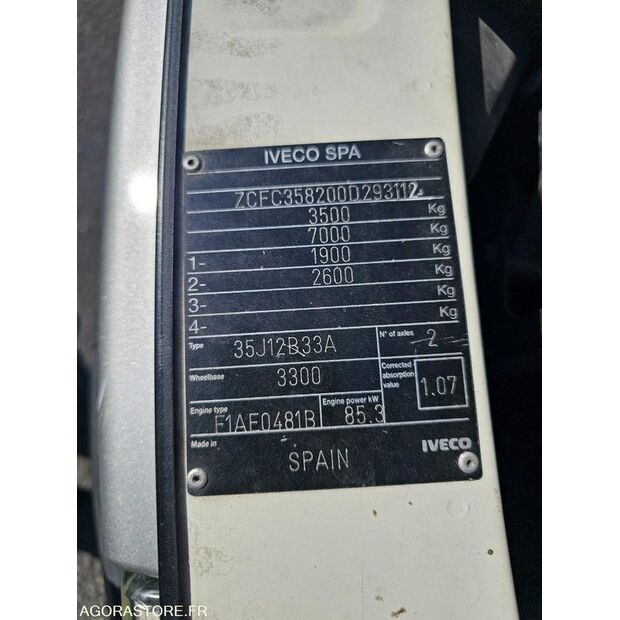 IVECO SPA
ZCFC358200D293112
3500 Kg
7000 Kg
1- 1900 Kg
2- 2600 Kg
3- Kg
4- Kg
Type 35J12B33A N° of axles 2
Wheelbase 3300 Corrected absorption value 1.07
Engine type F1AE0481B Engine power kW 85.3
Made in SPAIN IVECO
AGORASTORE.FR